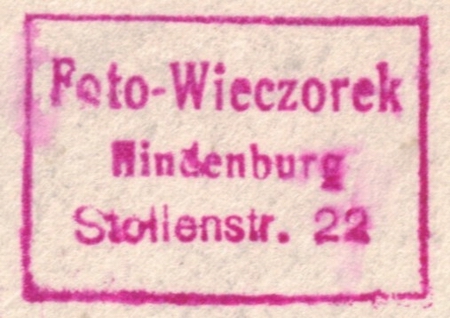 Foto-Wieczorek
Hindenburg
Stollenstr. 22